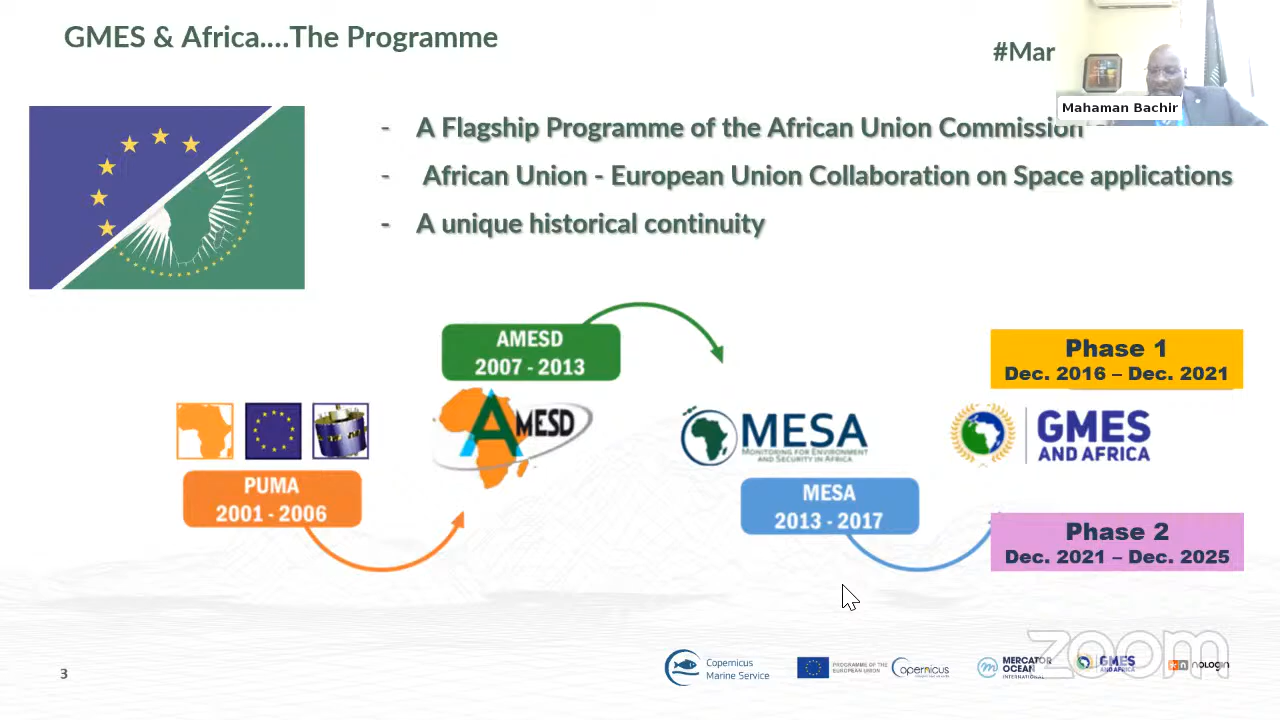 GMES & Africa....The Programme
#Mar
Mahaman Bachir
- A Flagship Programme of the African Union Commission
- African Union - European Union Collaboration on Space applications
- A unique historical continuity
AMESD
2007 - 2013
Phase 1
Dec. 2016 – Dec. 2021
AMESD
MESA
MONITORING FOR ENVIRONMENT
AND SECURITY IN AFRICA
GMES
AND AFRICA
PUMA
2001 - 2006
MESA
2013 - 2017
Phase 2
Dec. 2021 – Dec. 2025
zoom
3
Copernicus
Marine Service
PROGRAMME OF THE
EUROPEAN UNION
Copernicus
MERCATOR
OCEAN
INTERNATIONAL
GMES
AND AFRICA
nologin